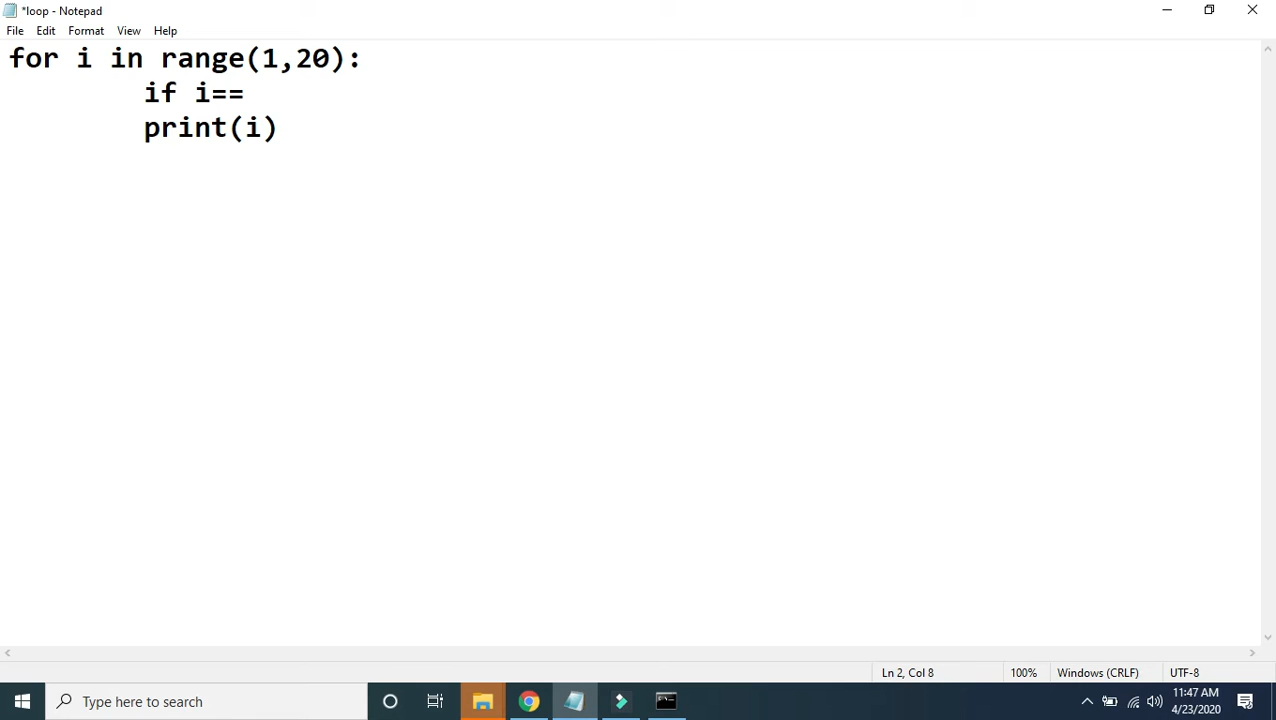 *loop - Notepad
File Edit Format View Help
for i in range(1,20):
        if i==
        print(i)
Ln 2, Col 8 100% Windows (CRLF) UTF-8
Type here to search
11:47 AM
4/23/2020